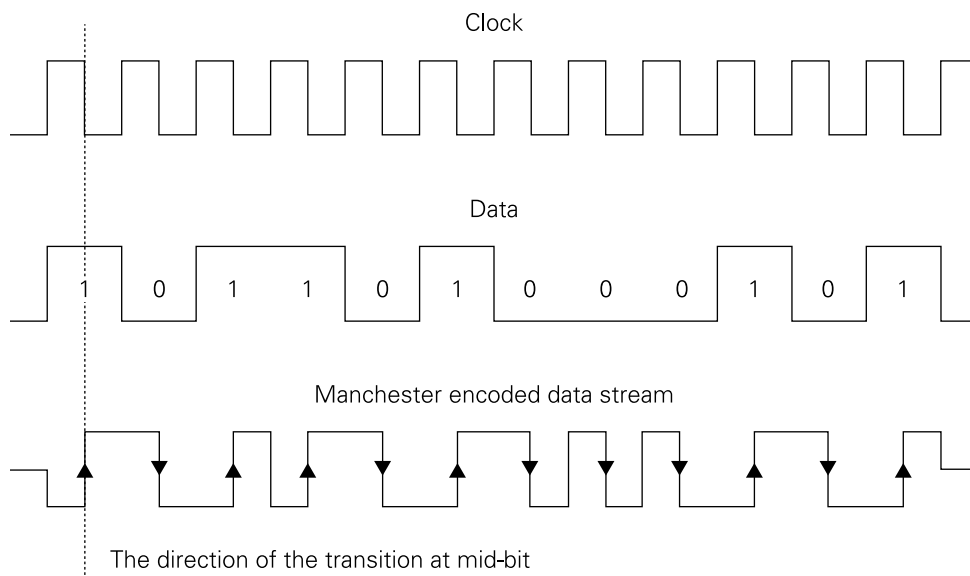 Clock
Data
1 0 1 1 0 1 0 0 0 1 0 1
Manchester encoded data stream
The direction of the transition at mid-bit